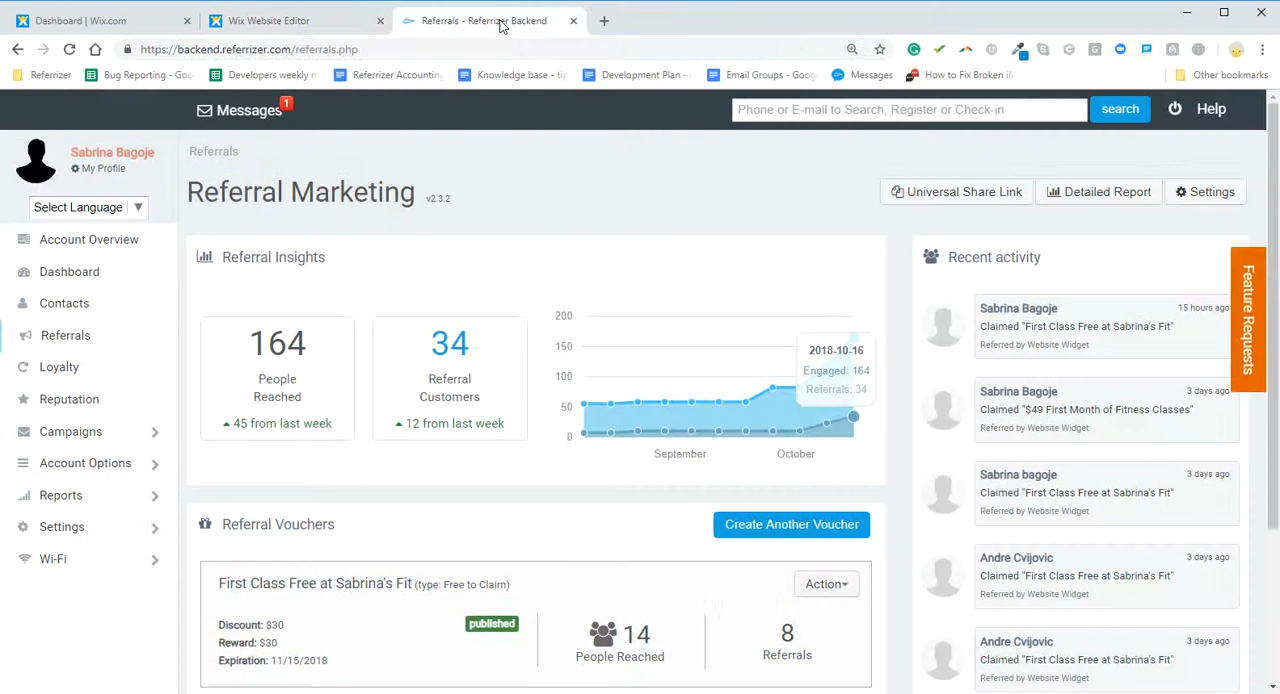 Dashboard | Wix.com
Wix Website Editor
Referrals - Referrizer Backend
https://backend.referrizer.com/referrals.php
Referrizer
Bug Reporting - Goo
Developers weekly m
Referrizer Accounting
Knowledge base - tip
Development Plan -
Email Groups - Goog
Messages
How to Fix Broken iM
Other bookmarks
Messages 1
Phone or E-mail to Search, Register or Check-in
search
Help
Sabrina Bagoje
My Profile
Select Language
Account Overview
Dashboard
Contacts
Referrals
Loyalty
Reputation
Campaigns
Account Options
Reports
Settings
Wi-Fi
Referrals
Referral Marketing v2.3.2
Universal Share Link
Detailed Report
Settings
Referral Insights
164
People
Reached
45 from last week
34
Referral
Customers
12 from last week
200
150
100
50
0
September
October
2018-10-16
Engaged: 164
Referrals: 34
Referral Vouchers
Create Another Voucher
First Class Free at Sabrina's Fit (type: Free to Claim)
Action
Discount: $30
Reward: $30
Expiration: 11/15/2018
published
14
People Reached
8
Referrals
Recent activity
Sabrina Bagoje
15 hours ago
Claimed "First Class Free at Sabrina's Fit"
Referred by Website Widget
Sabrina Bagoje
3 days ago
Claimed "$49 First Month of Fitness Classes"
Referred by Website Widget
Sabrina bagoje
3 days ago
Claimed "First Class Free at Sabrina's Fit"
Referred by Website Widget
Andre Cvijovic
3 days ago
Claimed "First Class Free at Sabrina's Fit"
Referred by Website Widget
Andre Cvijovic
3 days ago
Claimed "First Class Free at Sabrina's Fit"
Referred by Website Widget
Feature Requests